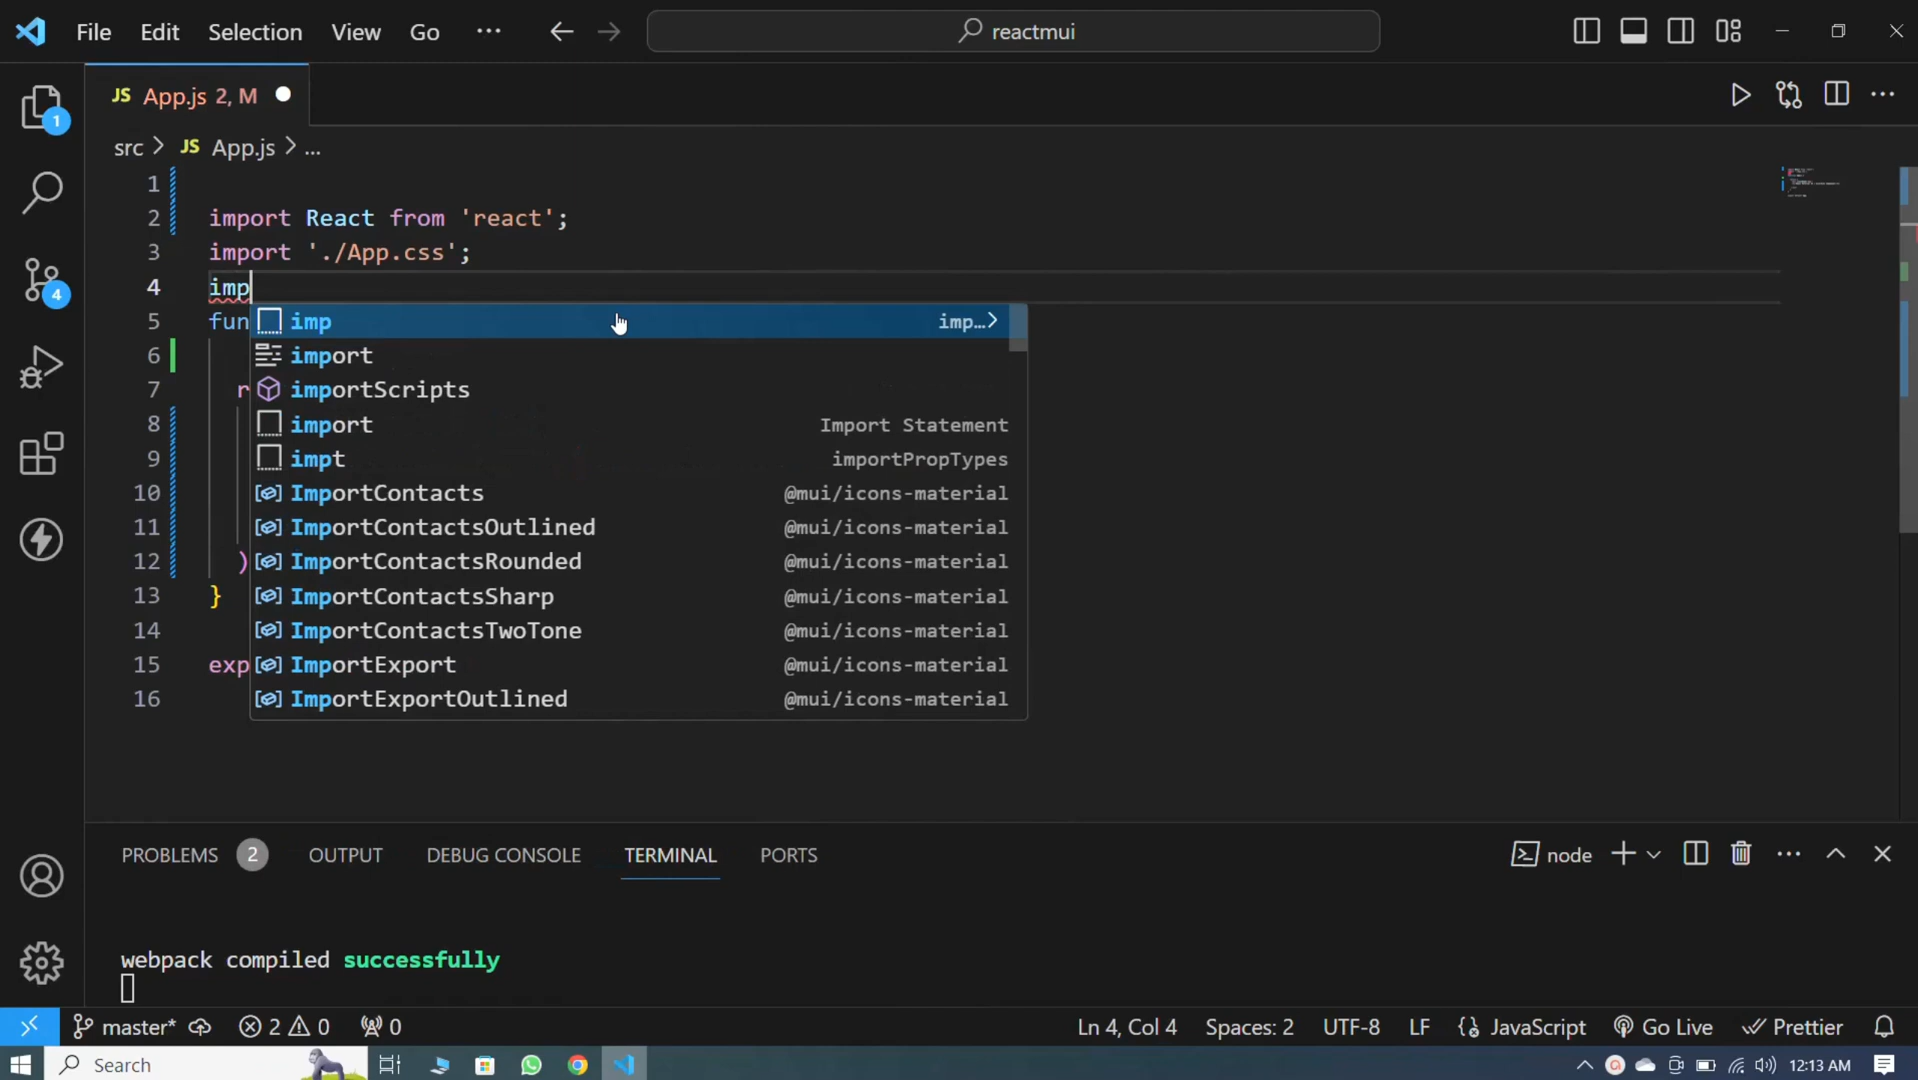 File Edit Selection View Go ... reactmui
JS App.js 2, M
src > JS App.js > ...
1
2 import React from 'react';
3 import './App.css';
4 imp
5 fun
6
7 r
8
9
10
11
12 )
13 }
14
15 exp
16
imp imp...>
import
importScripts
import Import Statement
impt importPropTypes
ImportContacts @mui/icons-material
ImportContactsOutlined @mui/icons-material
ImportContactsRounded @mui/icons-material
ImportContactsSharp @mui/icons-material
ImportContactsTwoTone @mui/icons-material
ImportExport @mui/icons-material
ImportExportOutlined @mui/icons-material
1
4
PROBLEMS 2 OUTPUT DEBUG CONSOLE TERMINAL PORTS node
webpack compiled successfully
master* 2 0 0 Ln 4, Col 4 Spaces: 2 UTF-8 LF {} JavaScript Go Live Prettier
Search 12:13 AM